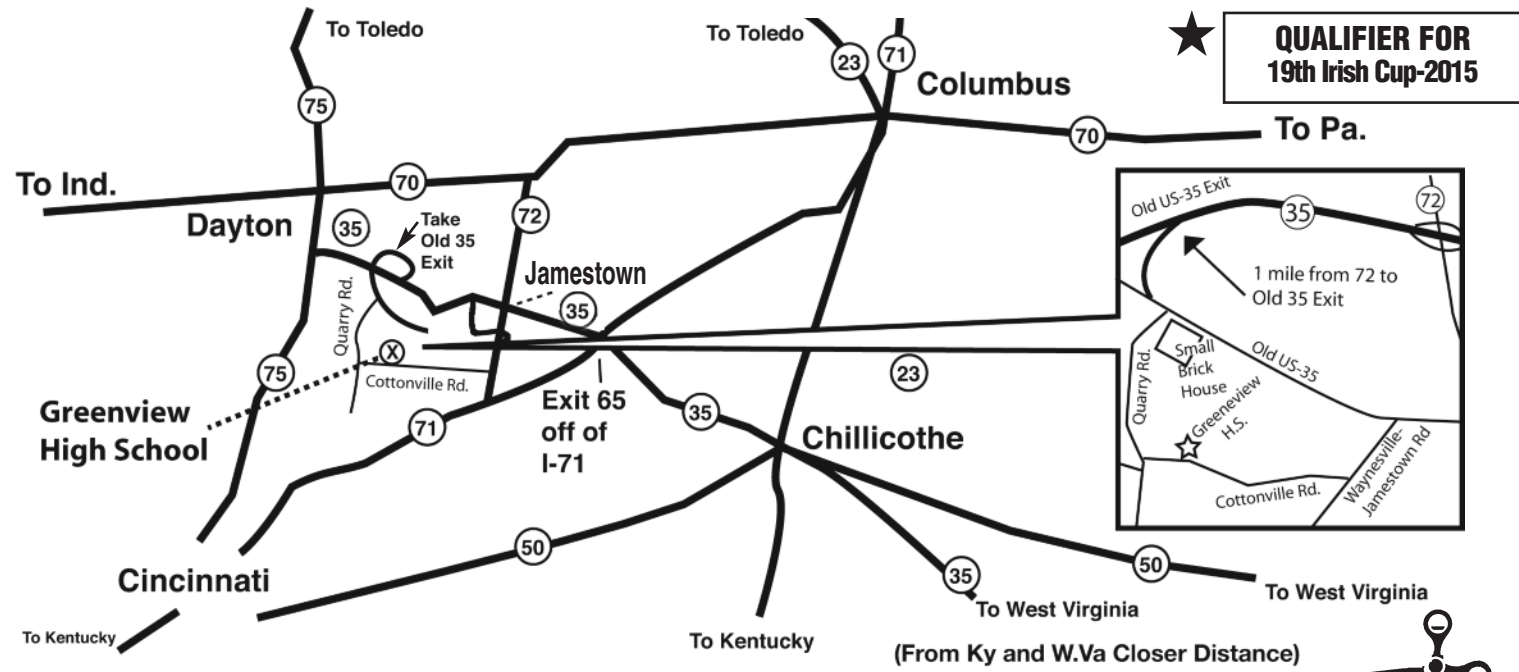 To Toledo
To Toledo
★ QUALIFIER FOR
19th Irish Cup-2015
23
71
75
Columbus
70
To Pa.
To Ind.
70
Dayton
35
Take
Old 35
Exit
72
Jamestown
35
Quarry Rd.
X
Cottonville Rd.
75
Greenview
High School
71
Exit 65
off of
I-71
35
23
Chillicothe
50
Cincinnati
To Kentucky
To Kentucky
35
To West Virginia
50
To West Virginia
(From Ky and W.Va Closer Distance)
Old US-35 Exit
35
72
1 mile from 72 to
Old 35 Exit
Quarry Rd.
Small
Brick
House
Old US-35
Greeneview
H.S.
Cottonville Rd.
Waynesville-
Jamestown Rd